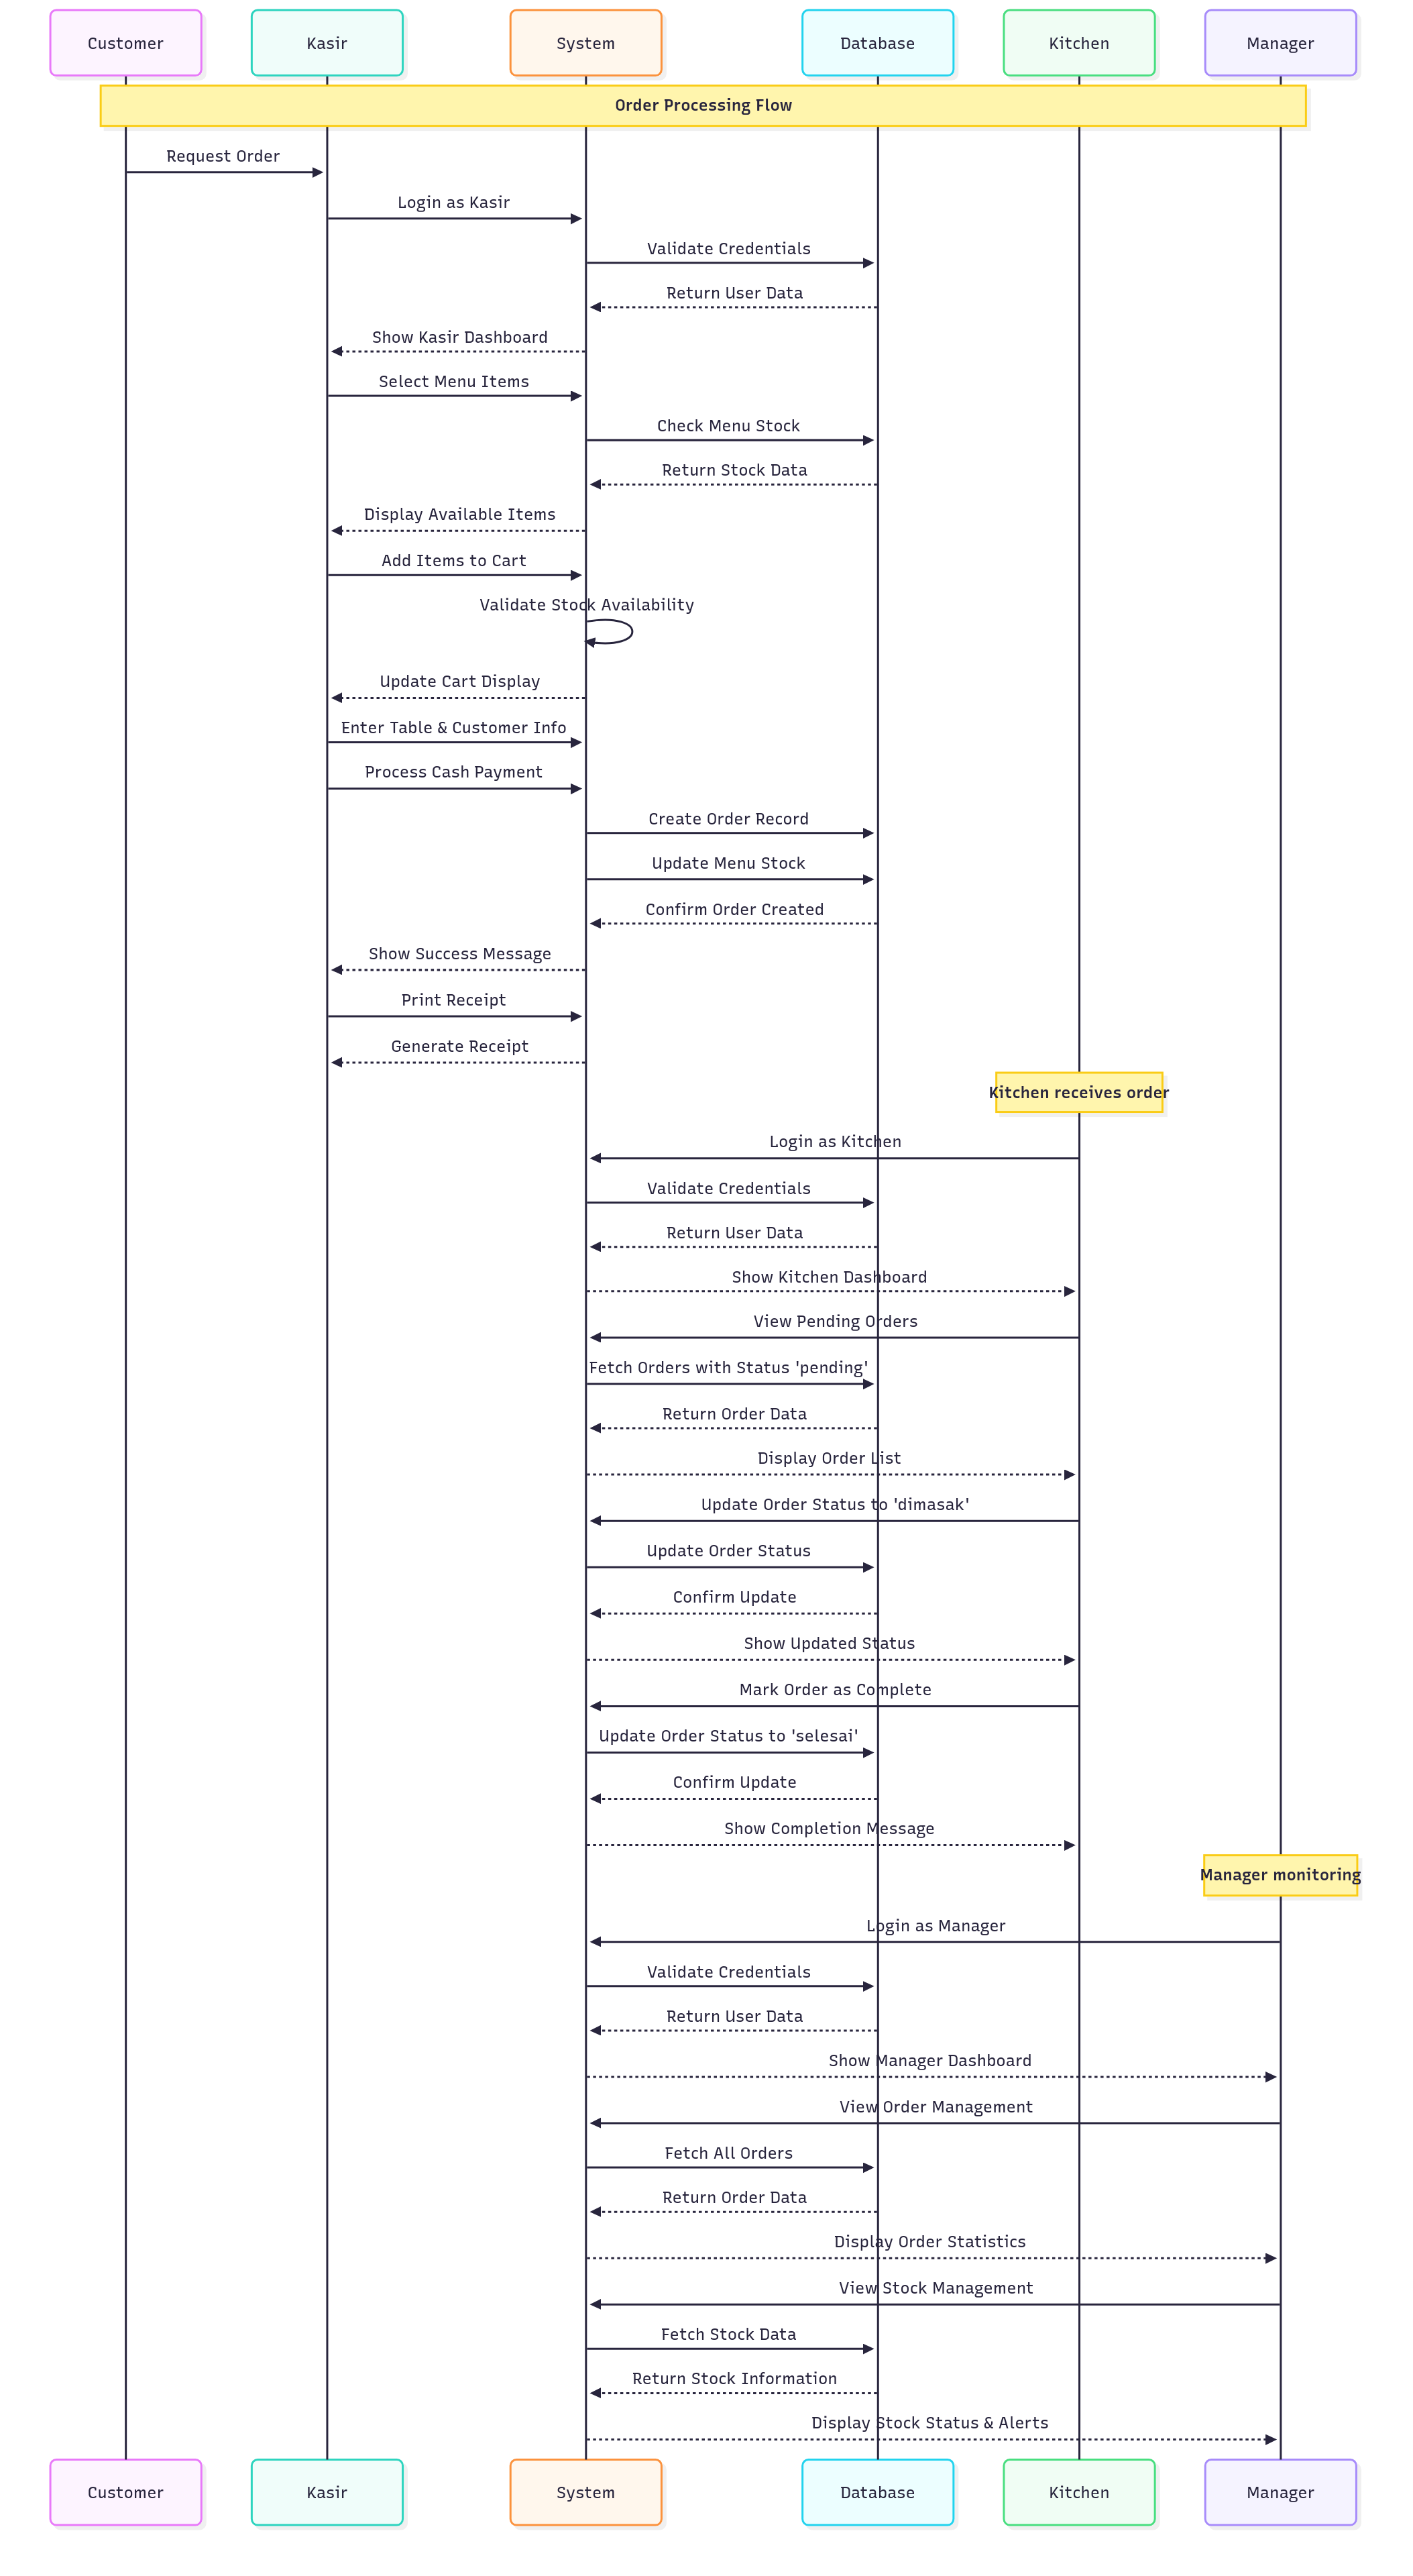 Customer
Kasir
System
Database
Kitchen
Manager
Order Processing Flow
Request Order
Login as Kasir
Validate Credentials
Return User Data
Show Kasir Dashboard
Select Menu Items
Check Menu Stock
Return Stock Data
Display Available Items
Add Items to Cart
Validate Stock Availability
Update Cart Display
Enter Table & Customer Info
Process Cash Payment
Create Order Record
Update Menu Stock
Confirm Order Created
Show Success Message
Print Receipt
Generate Receipt
Kitchen receives order
Login as Kitchen
Validate Credentials
Return User Data
Show Kitchen Dashboard
View Pending Orders
Fetch Orders with Status 'pending'
Return Order Data
Display Order List
Update Order Status to 'dimasak'
Update Order Status
Confirm Update
Show Updated Status
Mark Order as Complete
Update Order Status to 'selesai'
Confirm Update
Show Completion Message
Manager monitoring
Login as Manager
Validate Credentials
Return User Data
Show Manager Dashboard
View Order Management
Fetch All Orders
Return Order Data
Display Order Statistics
View Stock Management
Fetch Stock Data
Return Stock Information
Display Stock Status & Alerts
Customer
Kasir
System
Database
Kitchen
Manager